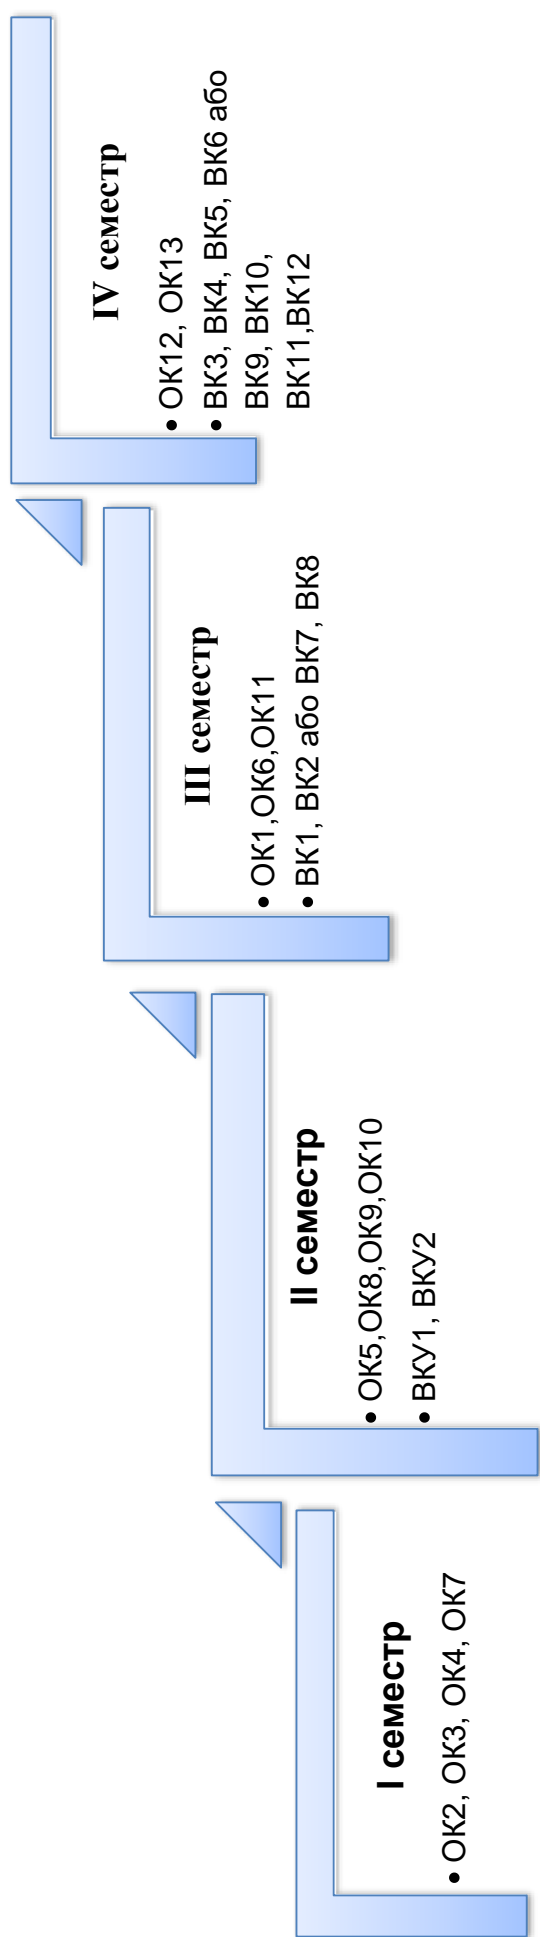 I семестр
• ОК2, ОК3, ОК4, ОК7
II семестр
• ОК5,ОК8,ОК9,ОК10
• ВКУ1, ВКУ2
III семестр
• ОК1,ОК6,ОК11
• ВК1, ВК2 або ВК7, ВК8
IV семестр
• ОК12, ОК13
• ВК3, ВК4, ВК5, ВК6 або
ВК9, ВК10,
ВК11,ВК12